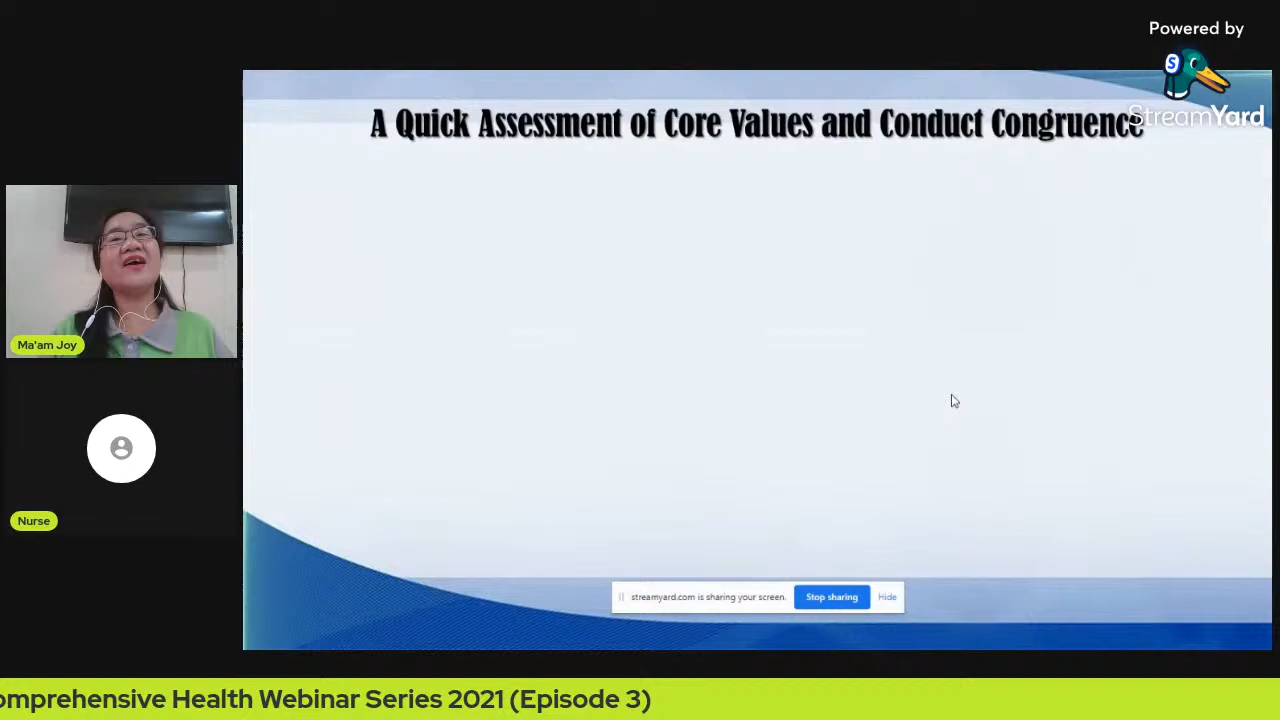 Powered by
StreamYard
A Quick Assessment of Core Values and Conduct Congruence
Ma'am Joy
Nurse
streamyard.com is sharing your screen.
Stop sharing
Hide
omprehensive Health Webinar Series 2021 (Episode 3)